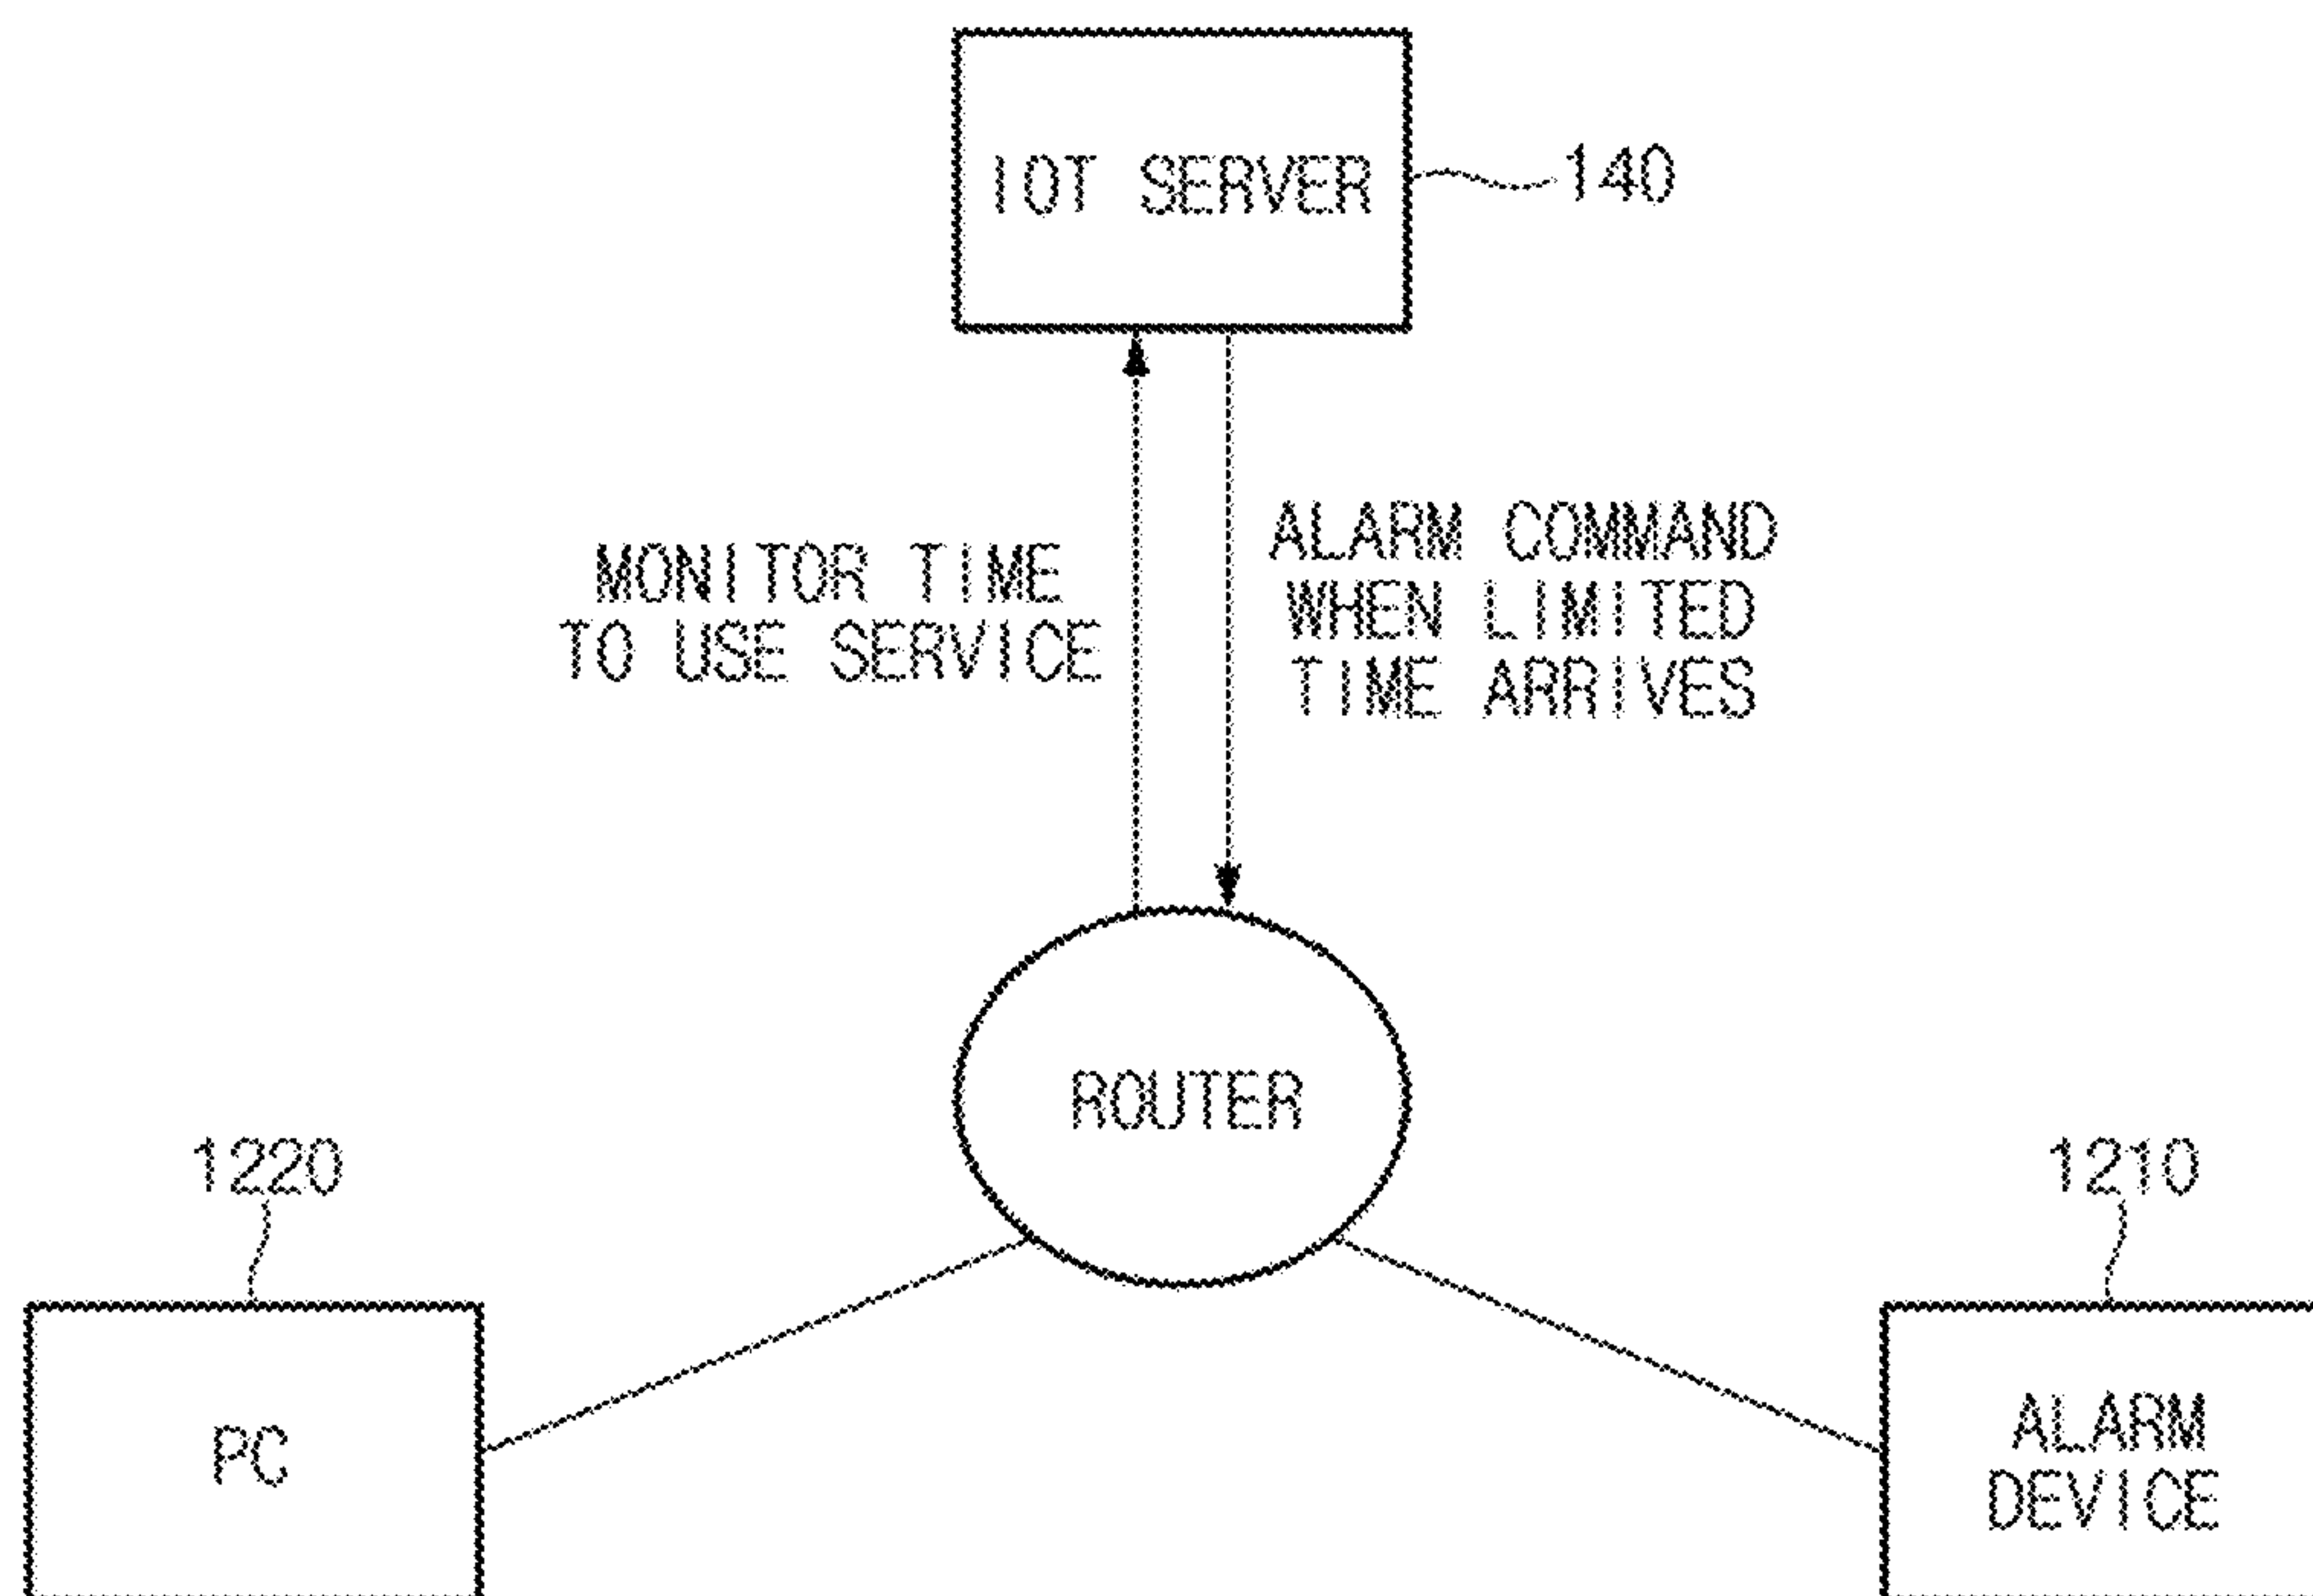 IOT SERVER
140
MONITOR TIME
TO USE SERVICE
ALARM COMMAND
WHEN LIMITED
TIME ARRIVES
ROUTER
1220
1210
PC
ALARM
DEVICE